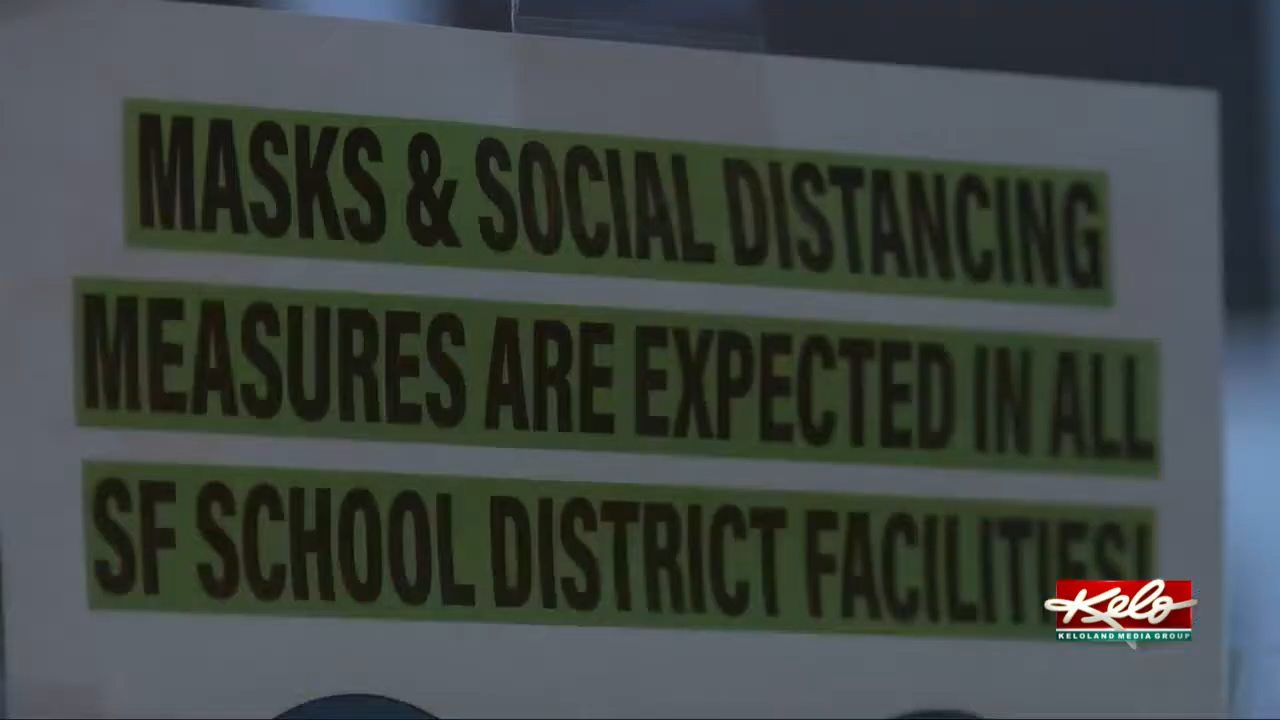 MASKS & SOCIAL DISTANCING
MEASURES ARE EXPECTED IN ALL
SF SCHOOL DISTRICT FACILITIES!
Kelo
KELOLAND MEDIA GROUP